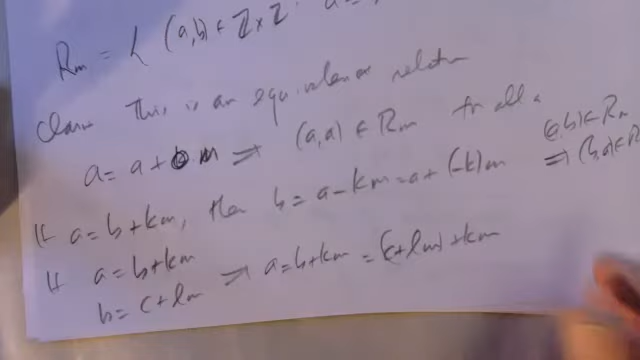 Rm = { (a,b) ∈ Z × Z : a =
Claim This is an equivalence relation
a = a + 0 m ⇒ (a,a) ∈ Rm for all a
If a = b + km, then b = a - km = a + (-k)m (a,b) ∈ Rm ⇒ (b,a) ∈ R
If a = b + km
b = c + lm ⇒ a = b + km = (c + lm) + km